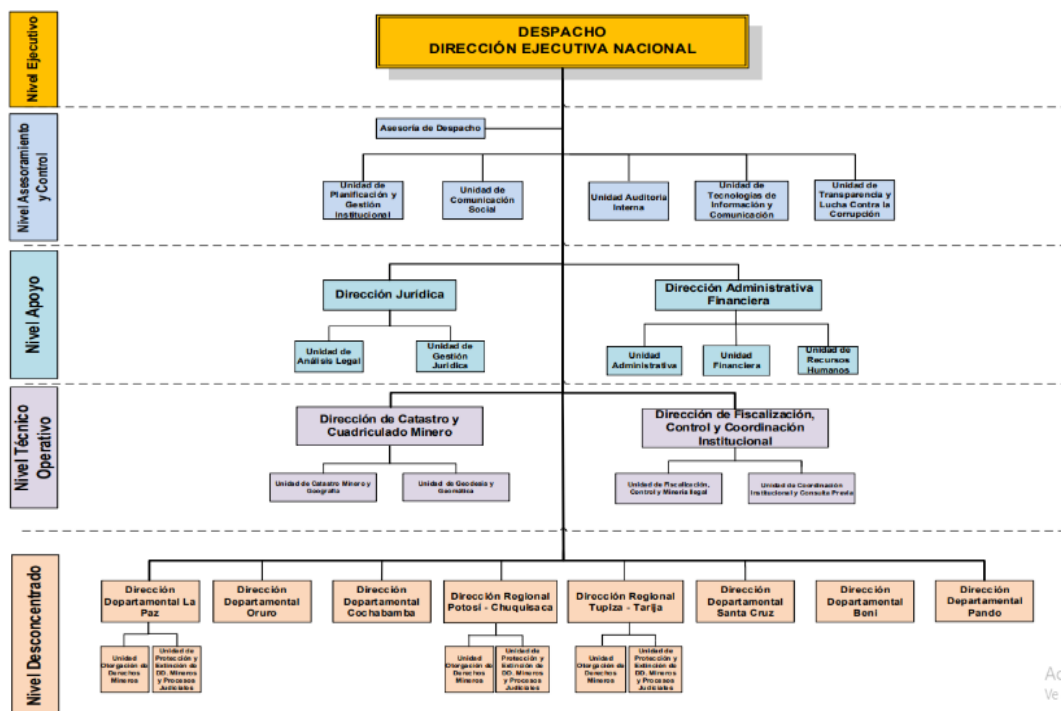 Nivel Ejecutivo
DESPACHO
DIRECCIÓN EJECUTIVA NACIONAL
Nivel Asesoramiento
y Control
Asesoría de Despacho
Unidad de
Planificación y
Gestión
Institucional
Unidad de
Comunicación
Social
Unidad Auditoria
Interna
Unidad de
Tecnologías de
Información y
Comunicación
Unidad de
Transparencia y
Lucha Contra la
Corrupción
Nivel Apoyo
Dirección Jurídica
Dirección Administrativa
Financiera
Unidad de
Análisis Legal
Unidad de
Gestión
Jurídica
Unidad
Administrativa
Unidad
Financiera
Unidad de
Recursos
Humanos
Nivel Técnico
Operativo
Dirección de Catastro y
Cuadriculado Minero
Dirección de Fiscalización,
Control y Coordinación
Institucional
Unidad de Catastro Minero y
Geografía
Unidad de Geodesia y
Geomática
Unidad de Fiscalización,
Control y Minería Ilegal
Unidad de Coordinación
Institucional y Consulta Previa
Nivel Desconcentrado
Dirección
Departamental La
Paz
Dirección
Departamental
Oruro
Dirección
Departamental
Cochabamba
Dirección Regional
Potosí - Chuquisaca
Dirección Regional
Tupiza - Tarija
Dirección
Departamental
Santa Cruz
Dirección
Departamental
Beni
Dirección
Departamental
Pando
Unidad
Otorgación de
Derechos
Mineros
Unidad de
Protección y
Extinción de
DD. Mineros
y Procesos
Judiciales
Unidad
Otorgación de
Derechos
Mineros
Unidad de
Protección y
Extinción de
DD. Mineros
y Procesos
Judiciales
Unidad
Otorgación de
Derechos
Mineros
Unidad de
Protección y
Extinción de
DD. Mineros
y Procesos
Judiciales
Ac
Ve